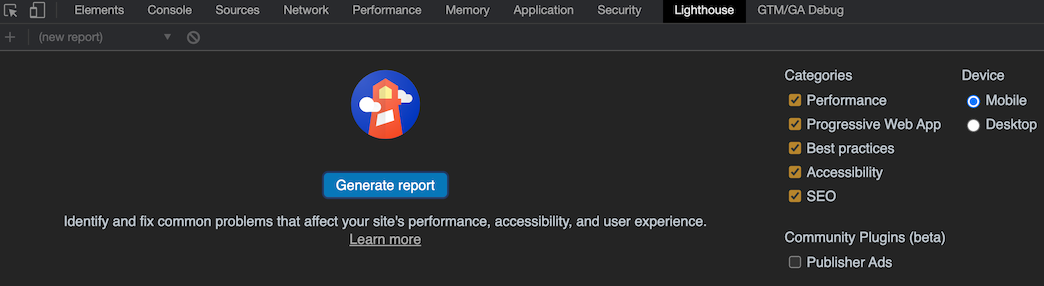 Elements Console Sources Network Performance Memory Application Security Lighthouse GTM/GA Debug
(new report)
Generate report
Identify and fix common problems that affect your site's performance, accessibility, and user experience.
Learn more
Categories
Performance
Progressive Web App
Best practices
Accessibility
SEO
Community Plugins (beta)
Publisher Ads
Device
Mobile
Desktop